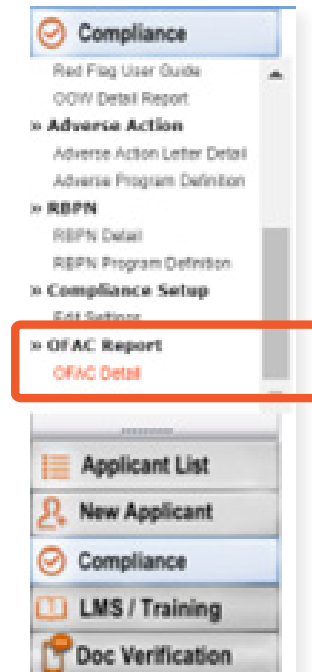 Compliance
Red Flag User Guide
OOW Detail Report
» Adverse Action
Adverse Action Letter Detail
Adverse Program Definition
» RBPN
RBPN Detail
RBPN Program Definition
» Compliance Setup
Edit Settings
» OFAC Report
OFAC Detail
Applicant List
New Applicant
Compliance
LMS / Training
Doc Verification